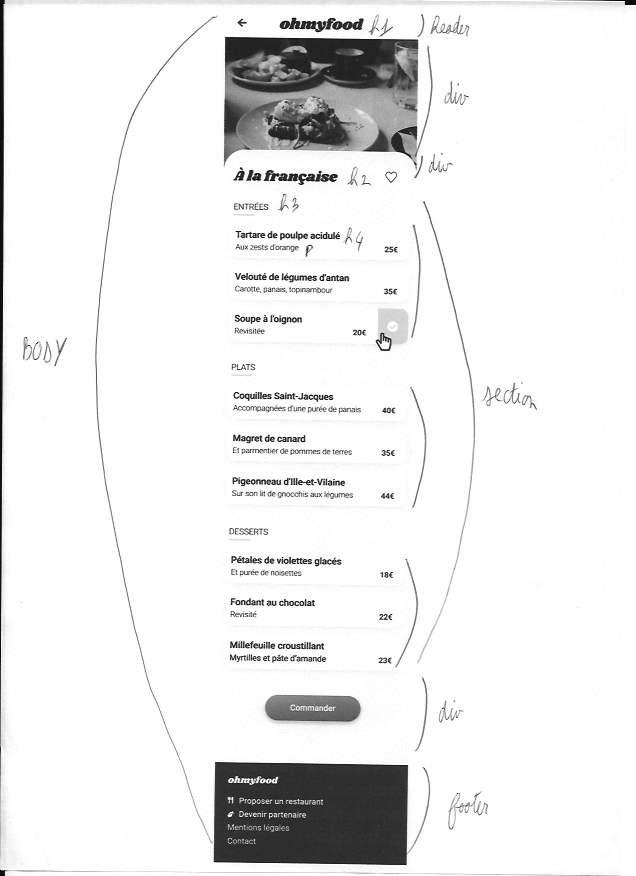 ohmyfood h1
header
div
div
À la française h2
ENTRÉES h3
Tartare de poulpe acidulé h4
Aux zests d'orange p 25€
Velouté de légumes d'antan
Carotte, panais, topinambour 35€
Soupe à l'oignon
Revisitée 20€
BODY
PLATS
section
Coquilles Saint-Jacques
Accompagnées d'une purée de panais 40€
Magret de canard
Et parmentier de pommes de terres 35€
Pigeonneau d'Ille-et-Vilaine
Sur son lit de gnocchis aux légumes 44€
DESSERTS
Pétales de violettes glacés
Et purée de noisettes 18€
Fondant au chocolat
Revisité 22€
Millefeuille croustillant
Myrtilles et pâte d'amande 23€
Commander
div
ohmyfood
Proposer un restaurant
footer
Devenir partenaire
Mentions légales
Contact